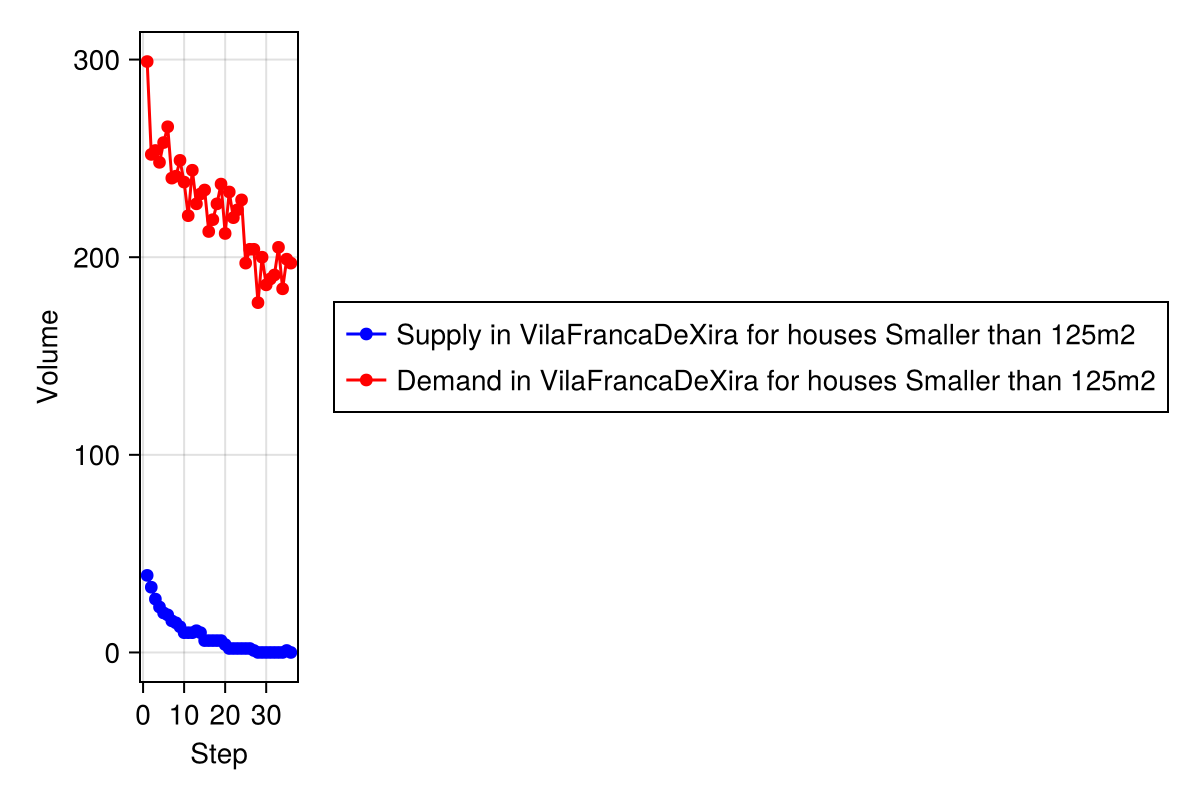 300
200
100
0
Volume
0 10 20 30
Step
Supply in VilaFrancaDeXira for houses Smaller than 125m2
Demand in VilaFrancaDeXira for houses Smaller than 125m2